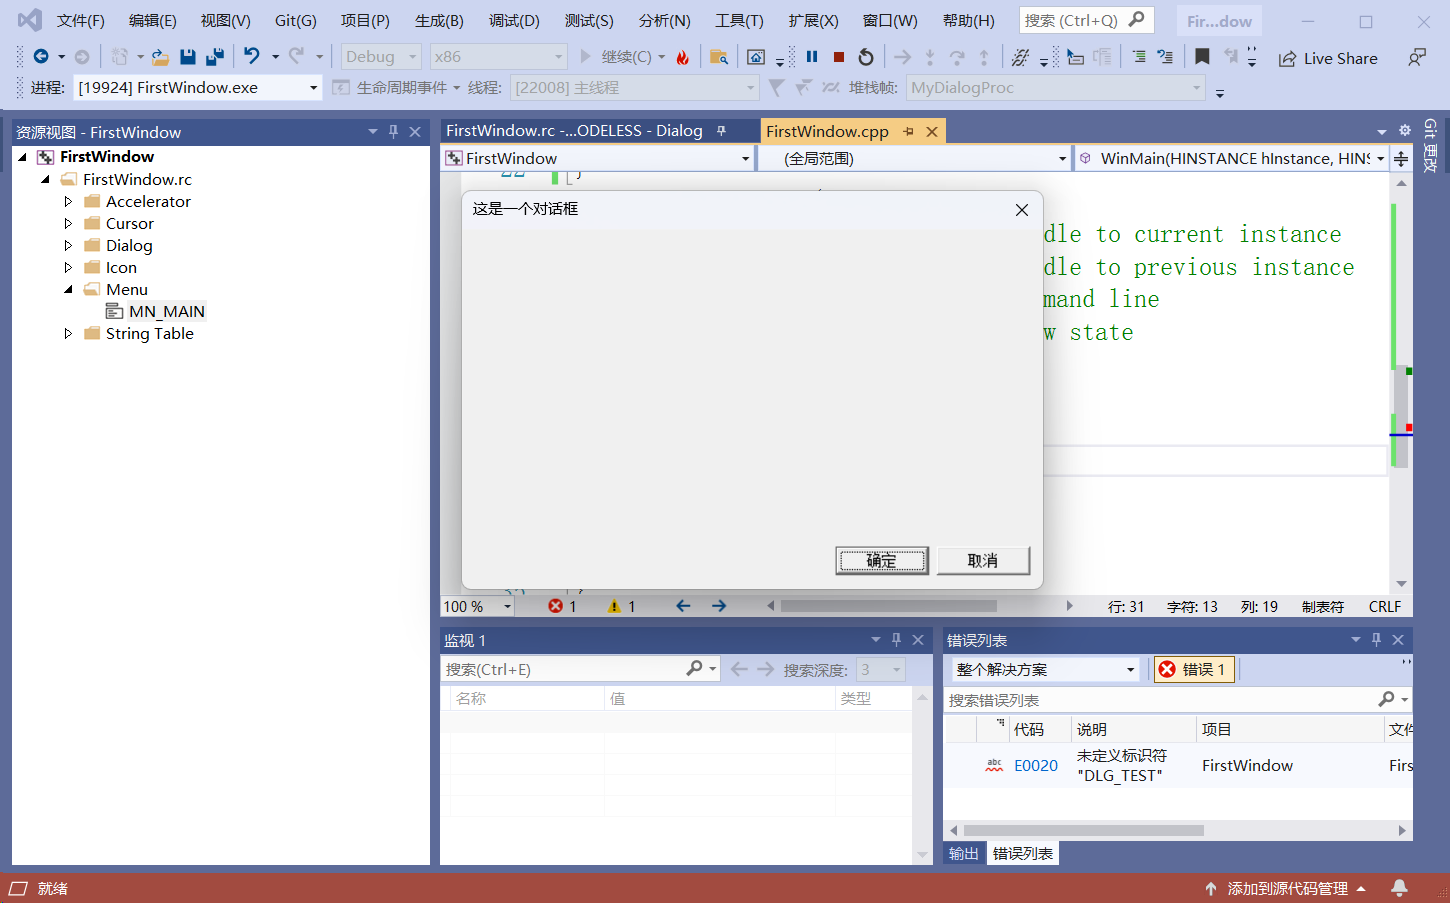 文件(F) 编辑(E) 视图(V) Git(G) 项目(P) 生成(B) 调试(D) 测试(S) 分析(N) 工具(T) 扩展(X) 窗口(W) 帮助(H) 搜索 (Ctrl+Q) Fir...dow
Debug x86 继续(C) Live Share
进程: [19924] FirstWindow.exe 生命周期事件 线程: [22008] 主线程 堆栈帧: MyDialogProc
资源视图 - FirstWindow
FirstWindow
FirstWindow.rc
Accelerator
Cursor
Dialog
Icon
Menu
MN_MAIN
String Table
FirstWindow.rc -...ODELESS - Dialog FirstWindow.cpp
FirstWindow (全局范围) WinMain(HINSTANCE hInstance, HINS
22
这是一个对话框
dle to current instance
dle to previous instance
mand line
w state
确定 取消
100 % 1 1 行: 31 字符: 13 列: 19 制表符 CRLF
监视 1
搜索(Ctrl+E) 搜索深度: 3
名称 值 类型
错误列表
整个解决方案 错误 1
搜索错误列表
代码 说明 项目 文件
abc E0020 未定义标识符 "DLG_TEST" FirstWindow Firs
输出 错误列表
Git 更改
就绪 添加到源代码管理